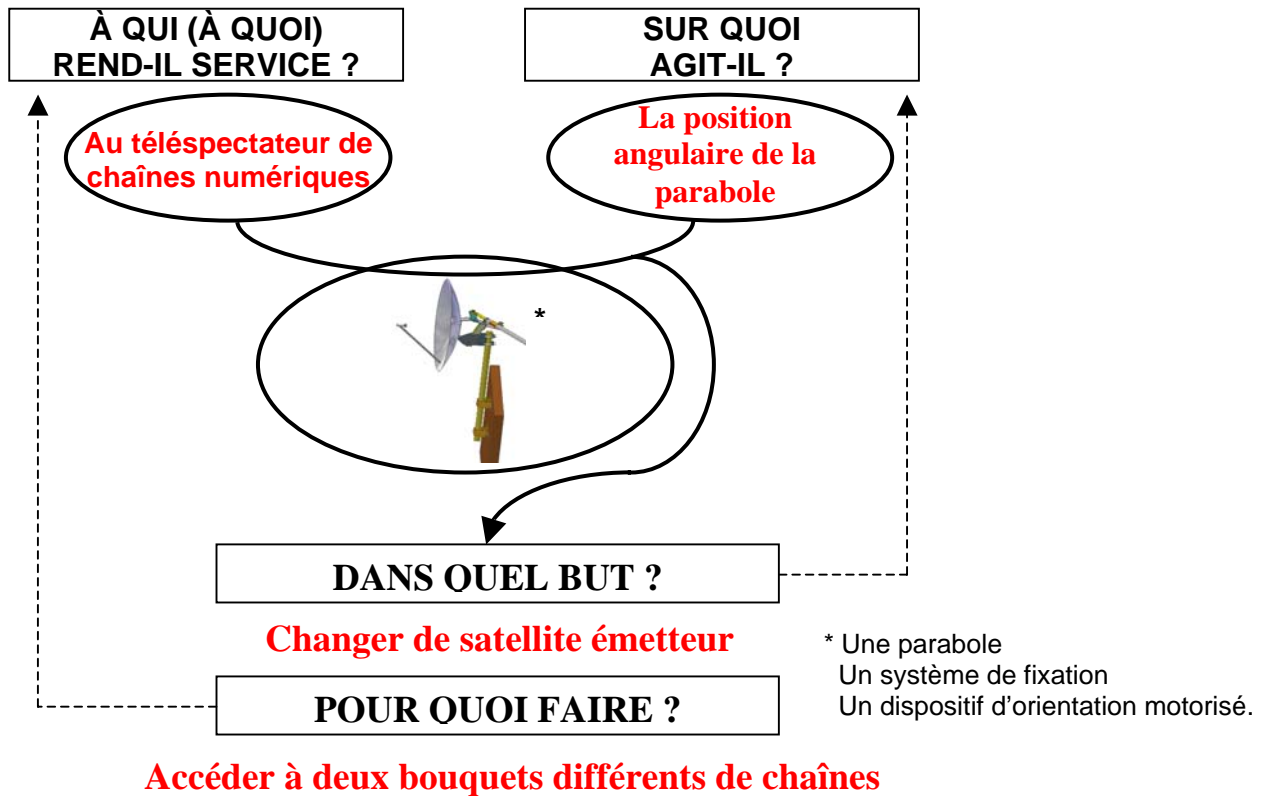 À QUI (À QUOI)
REND-IL SERVICE ?
SUR QUOI
AGIT-IL ?
Au téléspectateur de
chaînes numériques
La position
angulaire de la
parabole
*
DANS QUEL BUT ?
Changer de satellite émetteur
* Une parabole
Un système de fixation
Un dispositif d'orientation motorisé.
POUR QUOI FAIRE ?
Accéder à deux bouquets différents de chaînes